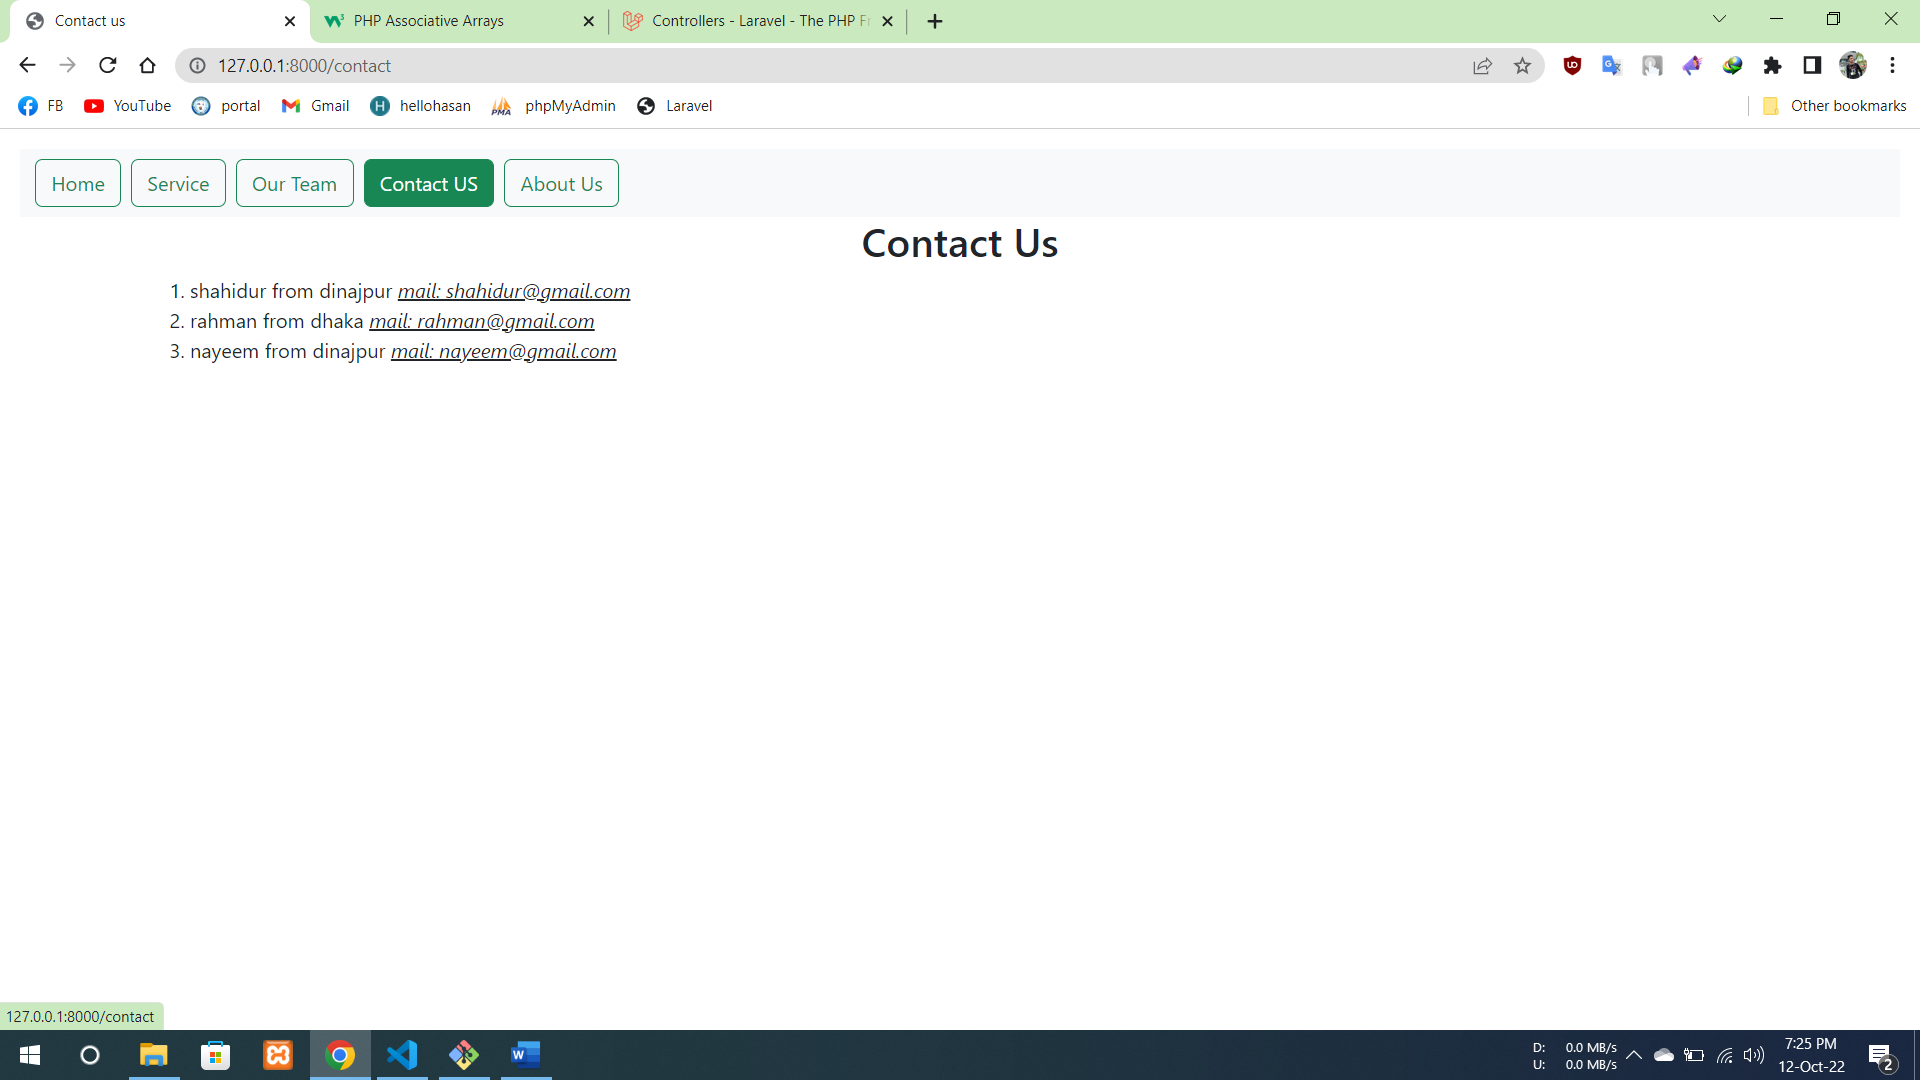 Contact us
PHP Associative Arrays
Controllers - Laravel - The PHP Fr
127.0.0.1:8000/contact
FB
YouTube
portal
Gmail
H
hellohasan
PMA
phpMyAdmin
Laravel
Other bookmarks
Home
Service
Our Team
Contact US
About Us
Contact Us
1. shahidur from dinajpur mail: shahidur@gmail.com
2. rahman from dhaka mail: rahman@gmail.com
3. nayeem from dinajpur mail: nayeem@gmail.com
127.0.0.1:8000/contact
D: 0.0 MB/s
U: 0.0 MB/s
7:25 PM
12-Oct-22
2